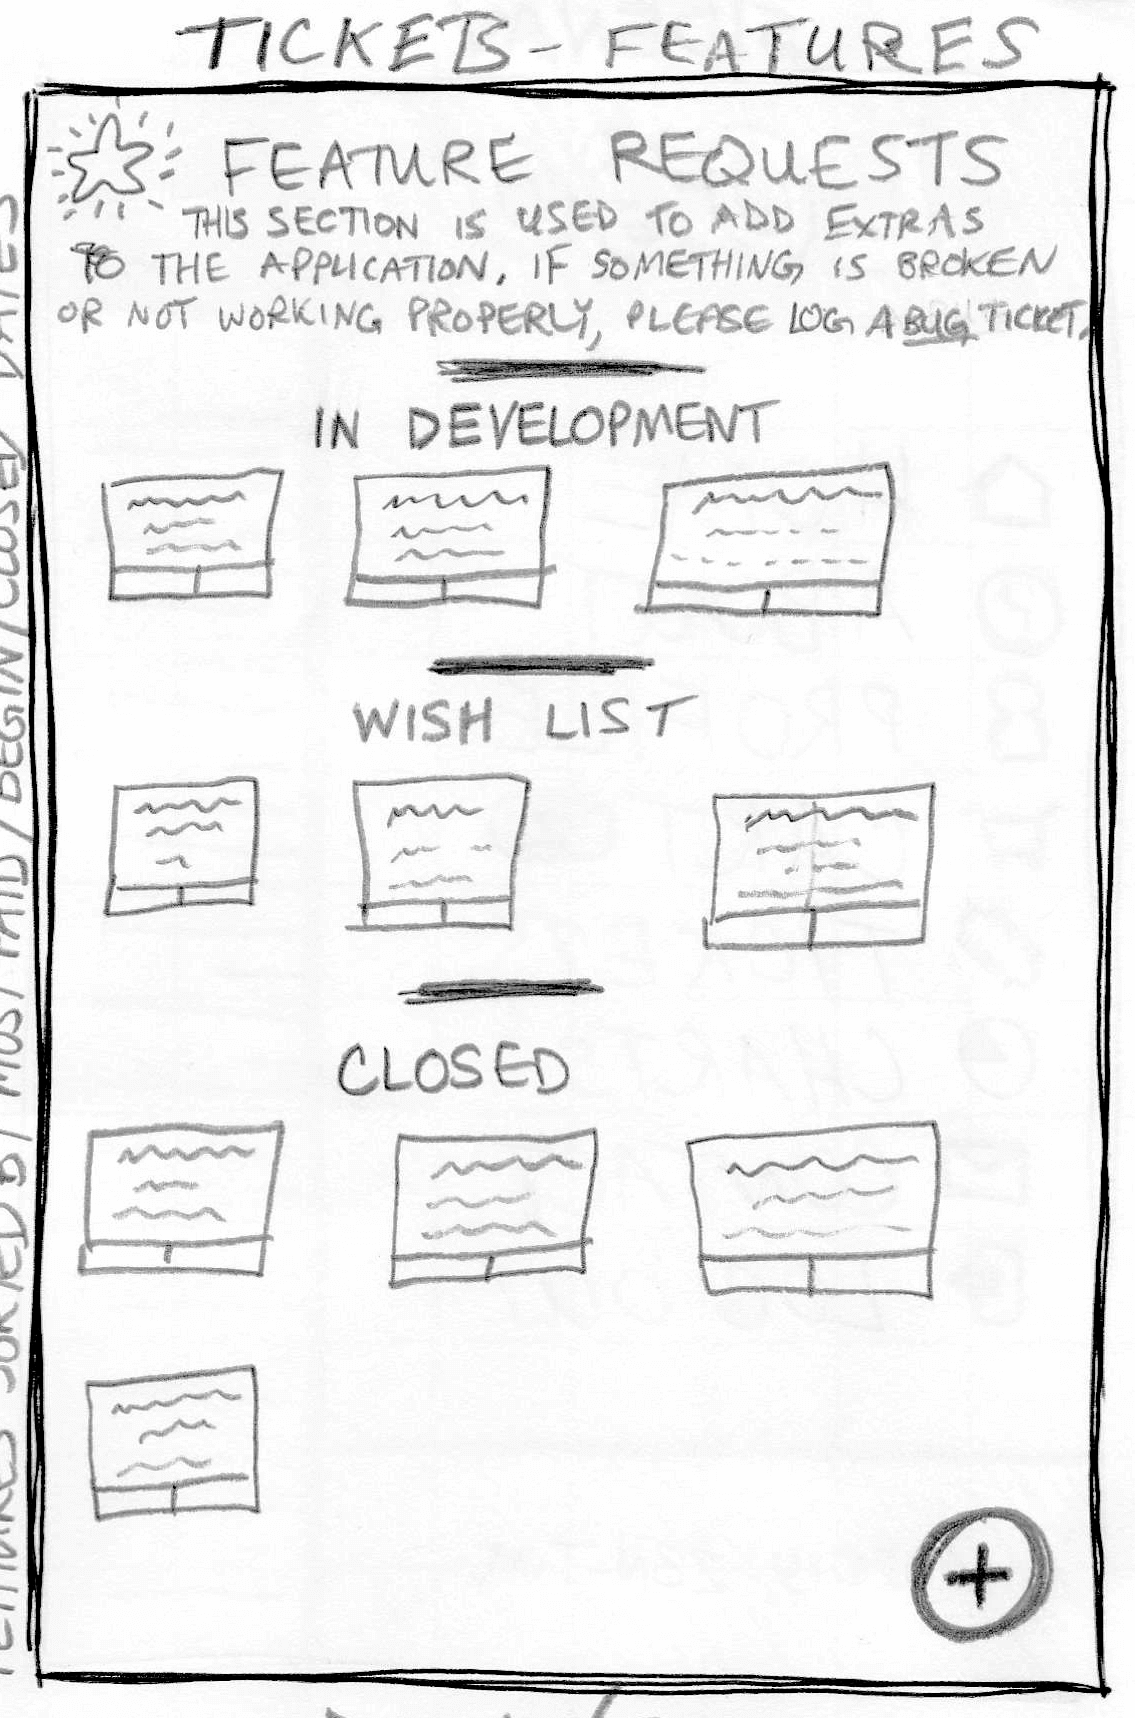 TICKETS - FEATURES
FEATURE REQUESTS
THIS SECTION IS USED TO ADD EXTRAS
TO THE APPLICATION. IF SOMETHING IS BROKEN
OR NOT WORKING PROPERLY, PLEASE LOG A BUG TICKET.
IN DEVELOPMENT
WISH LIST
CLOSED
+
FEATURES SORTED BY MOST PAID/BEGIN/CLOSED DATES